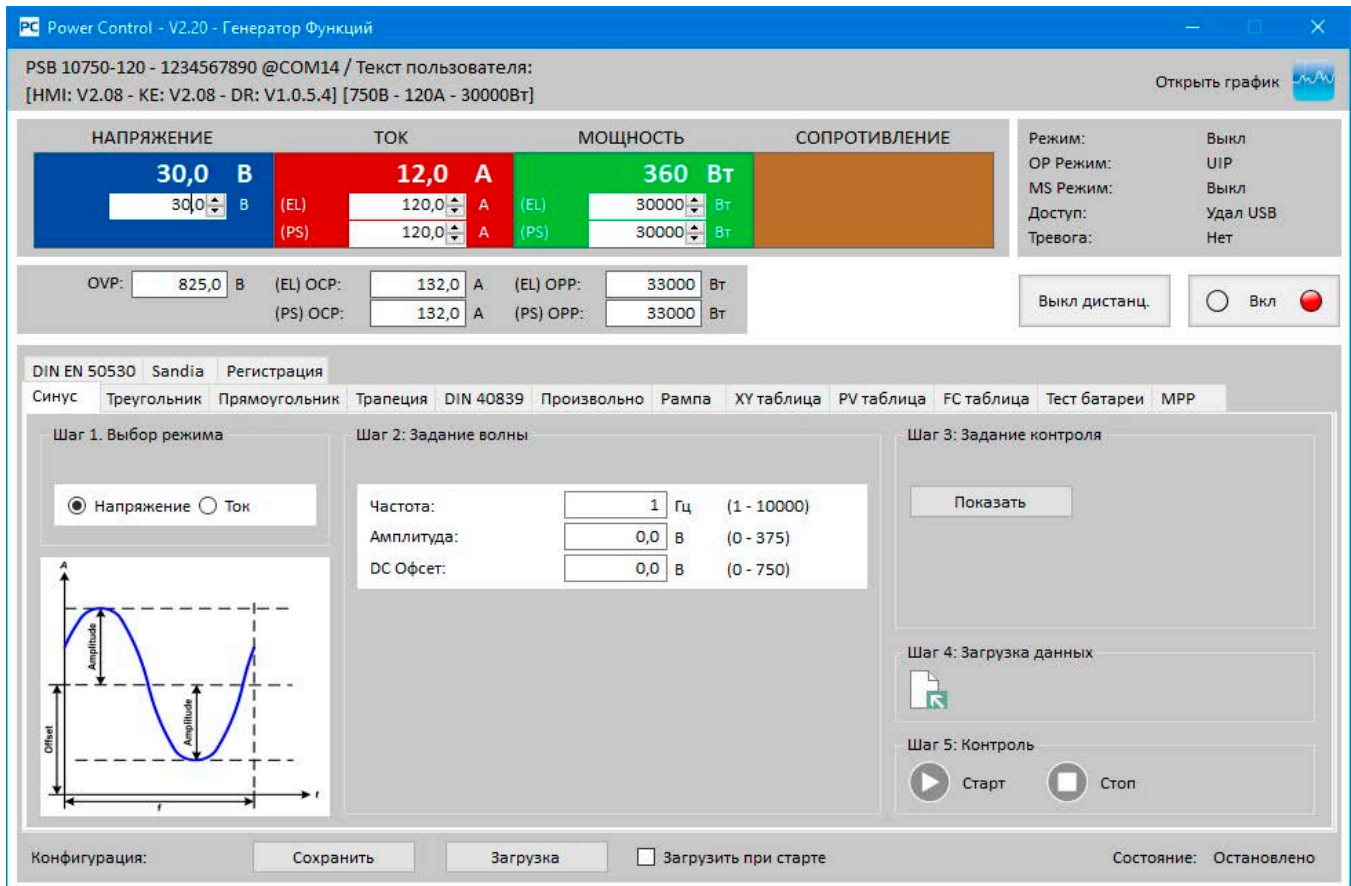 PC Power Control - V2.20 - Генератор Функций
PSB 10750-120 - 1234567890 @COM14 / Текст пользователя:
[HMI: V2.08 - KE: V2.08 - DR: V1.0.5.4] [750В - 120А - 30000Вт]
Открыть график
НАПРЯЖЕНИЕ ТОК МОЩНОСТЬ СОПРОТИВЛЕНИЕ
30,0 В 12,0 А 360 Вт
30,0 В (EL) 120,0 А (EL) 30000 Вт
(PS) 120,0 А (PS) 30000 Вт
Режим: Выкл
OP Режим: UIP
MS Режим: Выкл
Доступ: Удал USB
Тревога: Нет
OVP: 825,0 В (EL) OCP: 132,0 А (EL) OPP: 33000 Вт
(PS) OCP: 132,0 А (PS) OPP: 33000 Вт
Выкл дистанц. Вкл
DIN EN 50530 Sandia Регистрация
Синус Треугольник Прямоугольник Трапеция DIN 40839 Произвольно Рампа XY таблица PV таблица FC таблица Тест батареи MPP
Шаг 1. Выбор режима
Напряжение Ток
A
Amplitude
Amplitude
Offset
f
t
Шаг 2: Задание волны
Частота: 1 Гц (1 - 10000)
Амплитуда: 0,0 В (0 - 375)
DC Офсет: 0,0 В (0 - 750)
Шаг 3: Задание контроля
Показать
Шаг 4: Загрузка данных
Шаг 5: Контроль
Старт Стоп
Конфигурация: Сохранить Загрузка Загрузить при старте Состояние: Остановлено